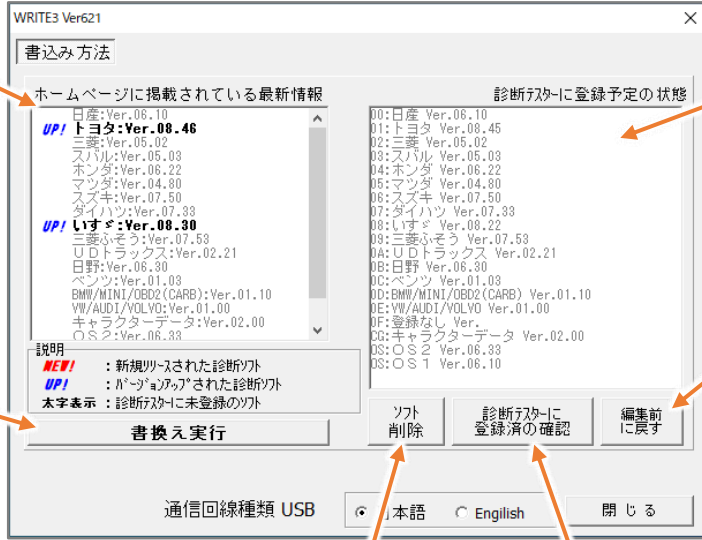 WRITE3 Ver621
書込み方法
ホームページに掲載されている最新情報
日産:Ver.06.10
UP! トヨタ:Ver.08.46
三菱:Ver.05.02
スバル:Ver.05.03
ホンダ:Ver.06.22
マツダ:Ver.04.80
スズキ:Ver.07.50
ダイハツ:Ver.07.33
UP! いすゞ:Ver.08.30
三菱ふそう:Ver.07.53
UDトラックス:Ver.02.21
日野:Ver.06.30
ベンツ:Ver.01.03
BMW/MINI/OBD2(CARB):Ver.01.10
VW/AUDI/VOLVO:Ver.01.00
キャラクターデータ:Ver.02.00
OS2:Ver.06.33
説明
NEW! :新規リリースされた診断ソフト
UP! :バージョンアップされた診断ソフト
太字表示 :診断テスターに未登録のソフト
書換え実行
診断テスターに登録予定の状態
00:日産 Ver.06.10
01:トヨタ Ver.08.45
02:三菱 Ver.05.02
03:スバル Ver.05.03
04:ホンダ Ver.06.22
05:マツダ Ver.04.80
06:スズキ Ver.07.50
07:ダイハツ Ver.07.33
08:いすゞ Ver.08.22
09:三菱ふそう Ver.07.53
0A:UDトラックス Ver.02.21
0B:日野 Ver.06.30
0C:ベンツ Ver.01.03
0D:BMW/MINI/OBD2(CARB) Ver.01.10
0E:VW/AUDI/VOLVO Ver.01.00
0F:登録なし Ver.
CG:キャラクターデータ Ver.02.00
OS:OS2 Ver.06.33
OS:OS1 Ver.06.10
ソフト
削除
診断テスターに
登録済の確認
編集前
に戻す
通信回線種類 USB
本語
Engilish
閉じる